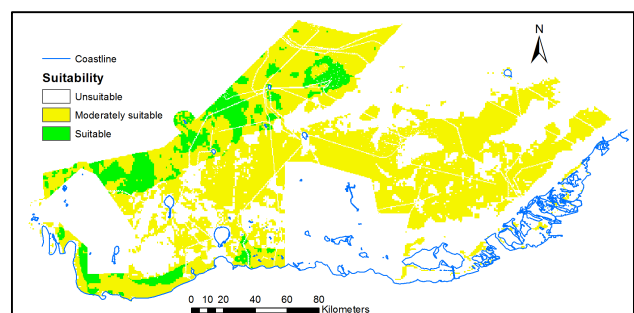 N
Coastline
Suitability
Unsuitable
Moderately suitable
Suitable
0 10 20 40 60 80
Kilometers